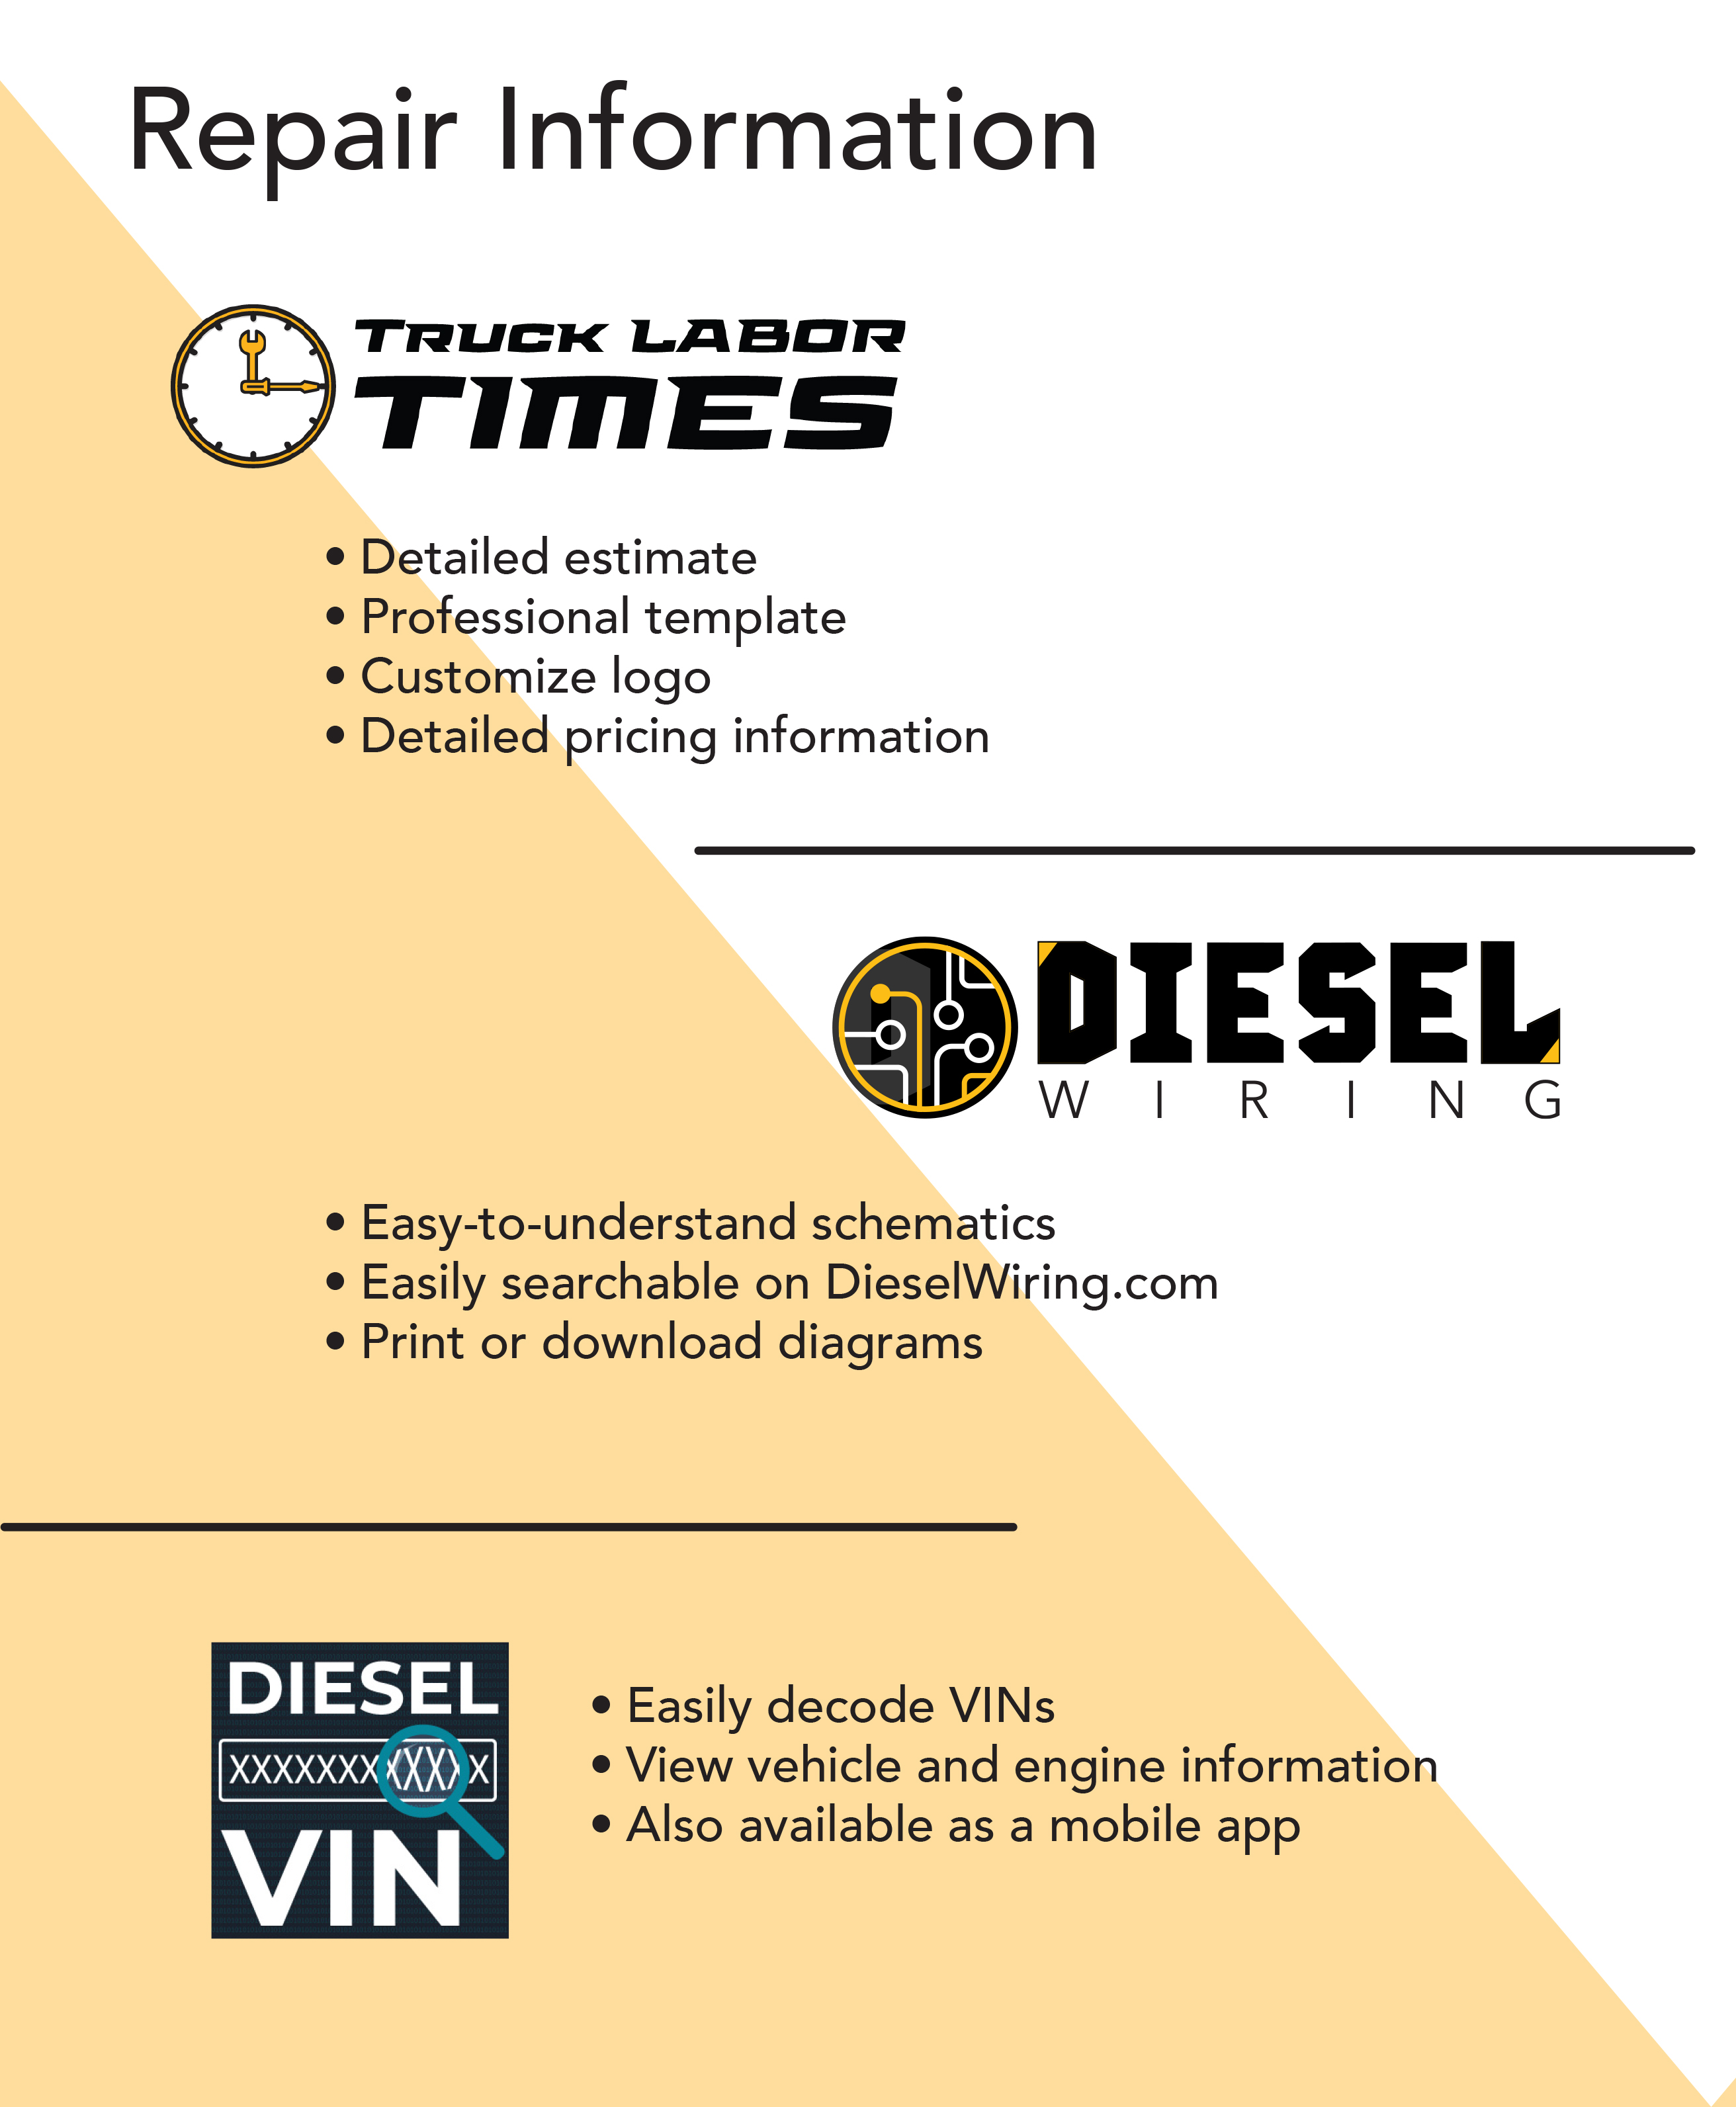 Repair Information
TRUCK LABOR
TIMES
• Detailed estimate
• Professional template
• Customize logo
• Detailed pricing information
DIESEL
WIRING
• Easy-to-understand schematics
• Easily searchable on DieselWiring.com
• Print or download diagrams
DIESEL
XXXXXXXXXXXX
VIN
• Easily decode VINs
• View vehicle and engine information
• Also available as a mobile app